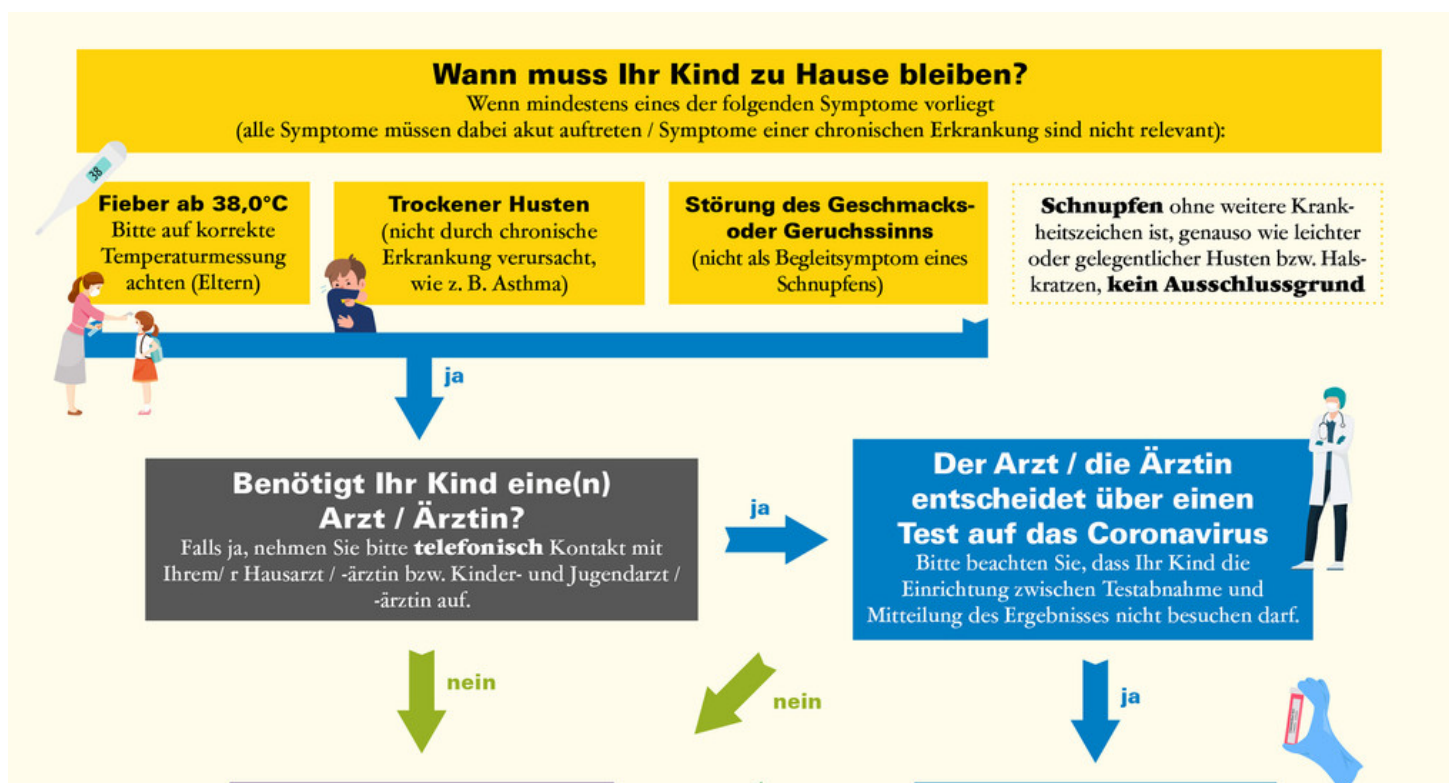 Wann muss Ihr Kind zu Hause bleiben?
Wenn mindestens eines der folgenden Symptome vorliegt
(alle Symptome müssen dabei akut auftreten / Symptome einer chronischen Erkrankung sind nicht relevant):
38
Fieber ab 38,0°C
Bitte auf korrekte
Temperaturmessung
achten (Eltern)
Trockener Husten
(nicht durch chronische
Erkrankung verursacht,
wie z. B. Asthma)
Störung des Geschmacks-
oder Geruchssinns
(nicht als Begleitsymptom eines
Schnupfens)
Schnupfen ohne weitere Krank-
heitszeichen ist, genauso wie leichter
oder gelegentlicher Husten bzw. Hals-
kratzen, kein Ausschlussgrund
ja
Benötigt Ihr Kind eine(n)
Arzt / Ärztin?
Falls ja, nehmen Sie bitte telefonisch Kontakt mit
Ihrem/ r Hausarzt / -ärztin bzw. Kinder- und Jugendarzt /
-ärztin auf.
ja
Der Arzt / die Ärztin
entscheidet über einen
Test auf das Coronavirus
Bitte beachten Sie, dass Ihr Kind die
Einrichtung zwischen Testabnahme und
Mitteilung des Ergebnisses nicht besuchen darf.
nein
nein
ja